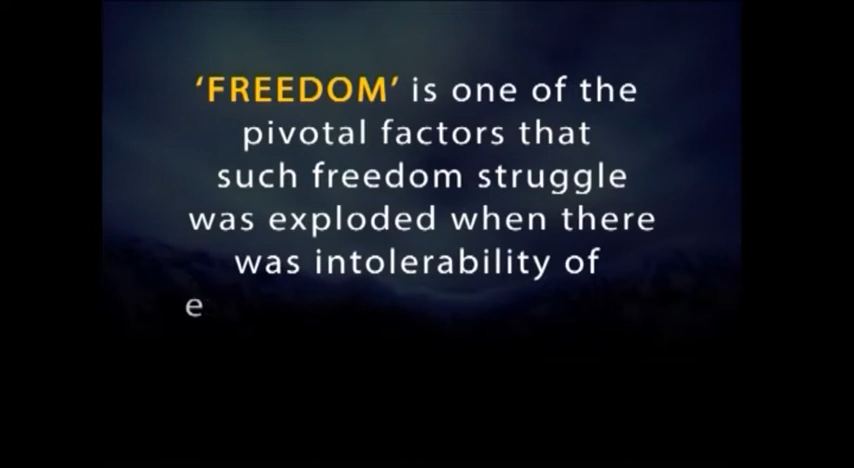 ‘FREEDOM’ is one of the
pivotal factors that
such freedom struggle
was exploded when there
was intolerability of
e